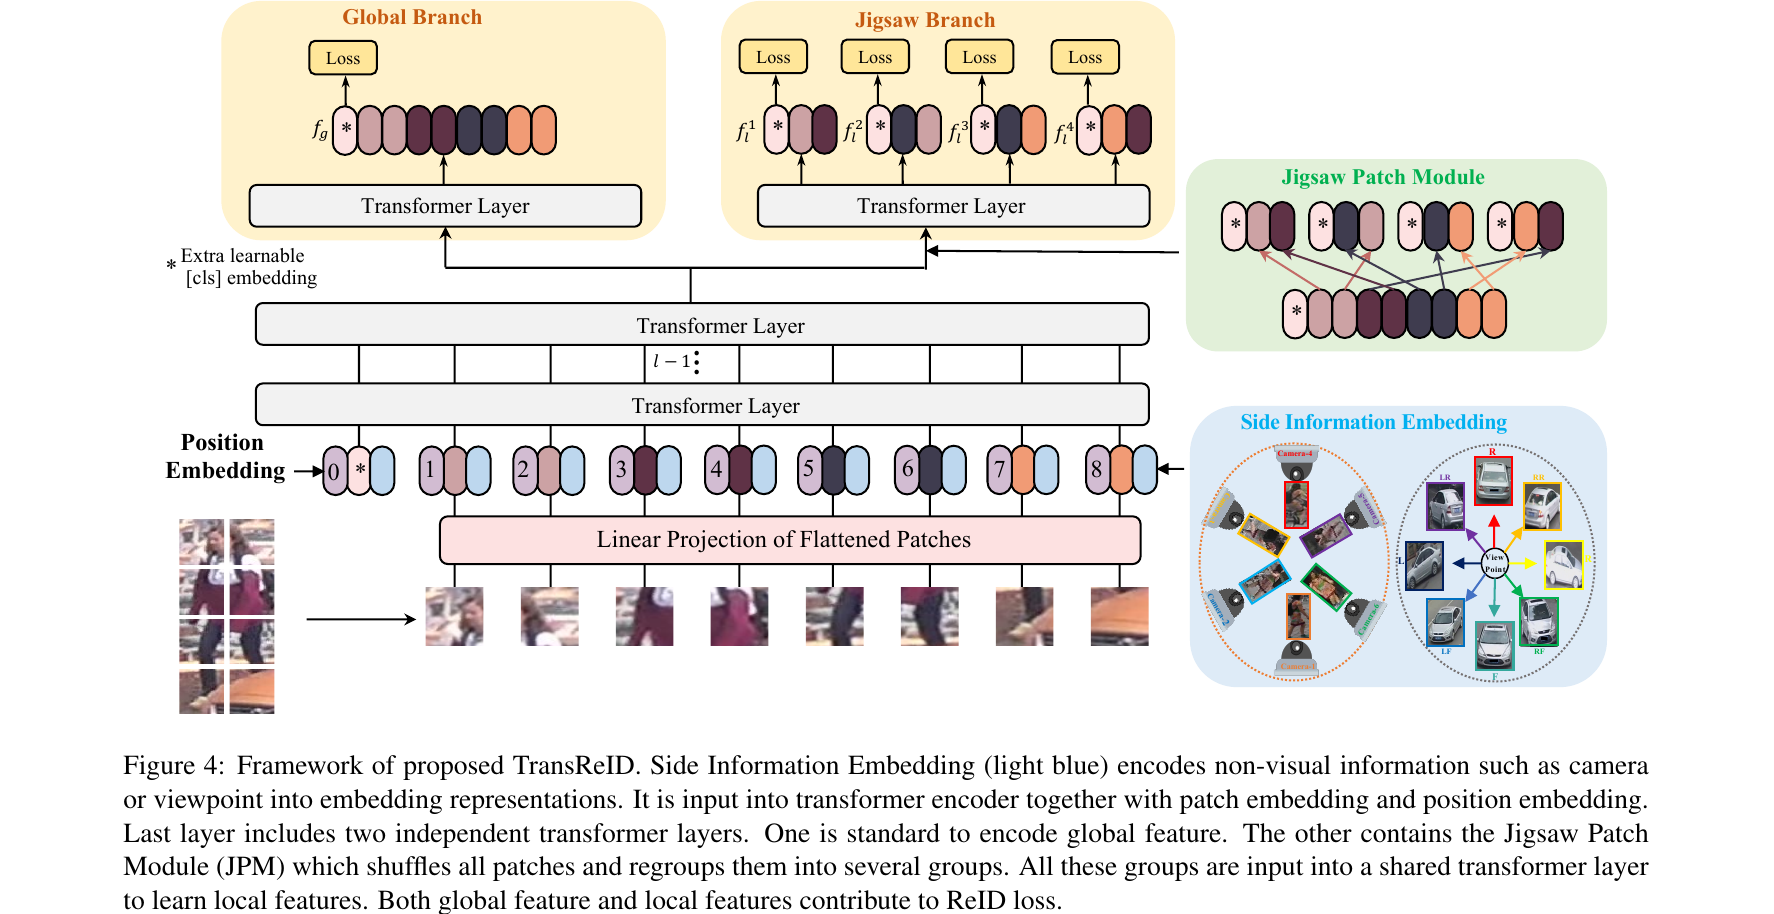 Global Branch
Jigsaw Branch
Loss
Loss
Loss
Loss
Loss
f_g
*
f_l^1
*
f_l^2
*
f_l^3
*
f_l^4
*
Transformer Layer
Transformer Layer
Jigsaw Patch Module
*
*
*
*
*
* Extra learnable
[cls] embedding
Transformer Layer
l − 1
Transformer Layer
Position
Embedding
0 *
1
2
3
4
5
6
7
8
Linear Projection of Flattened Patches
Side Information Embedding
Camera-4
Camera-2
Camera-6
Camera-1
R
LR
RR
L
View
Point
LF
RF
F
Figure 4: Framework of proposed TransReID. Side Information Embedding (light blue) encodes non-visual information such as camera
or viewpoint into embedding representations. It is input into transformer encoder together with patch embedding and position embedding.
Last layer includes two independent transformer layers. One is standard to encode global feature. The other contains the Jigsaw Patch
Module (JPM) which shuffles all patches and regroups them into several groups. All these groups are input into a shared transformer layer
to learn local features. Both global feature and local features contribute to ReID loss.